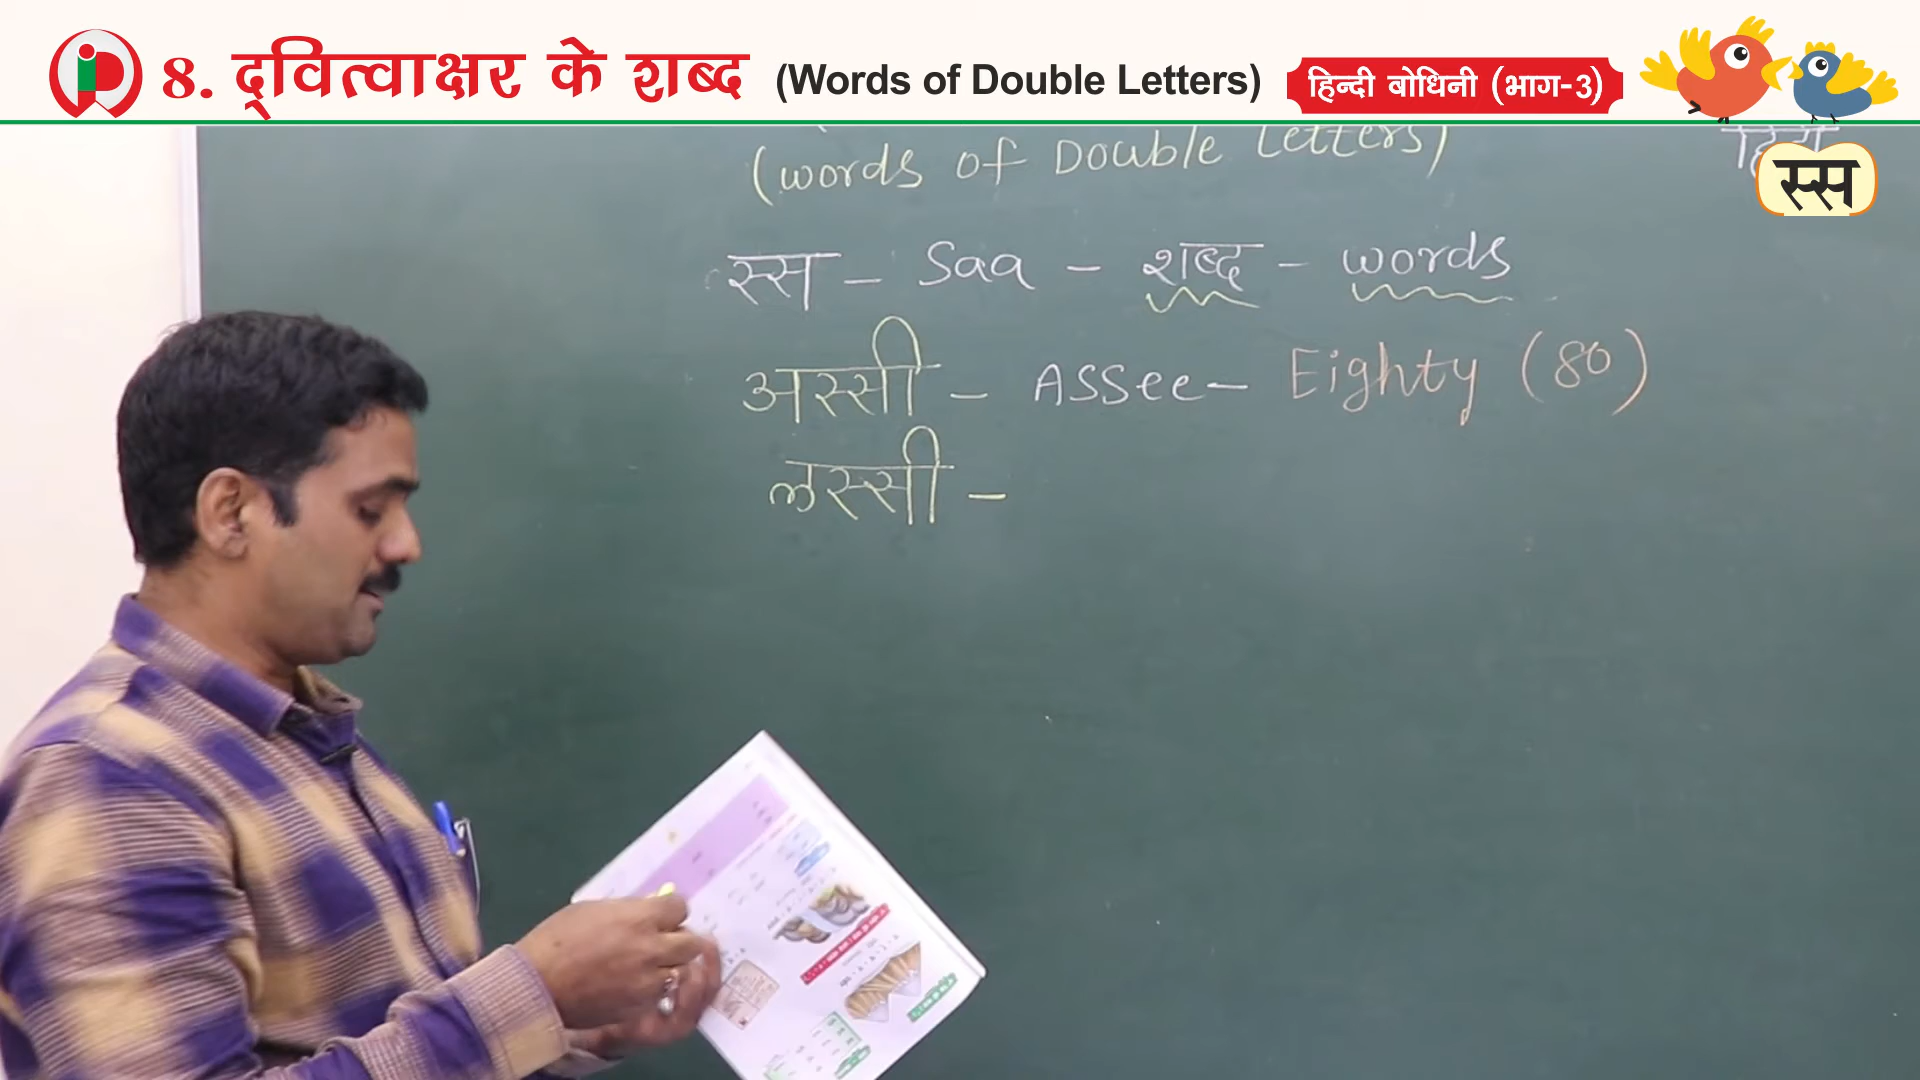 8. द्वित्वाक्षर के शब्द (Words of Double Letters) हिन्दी बोधिनी (भाग-3)
(words of Double Letters)
स्स
स्स - Saa - शब्द - words
अस्सी - ASSee - Eighty (80)
लस्सी -